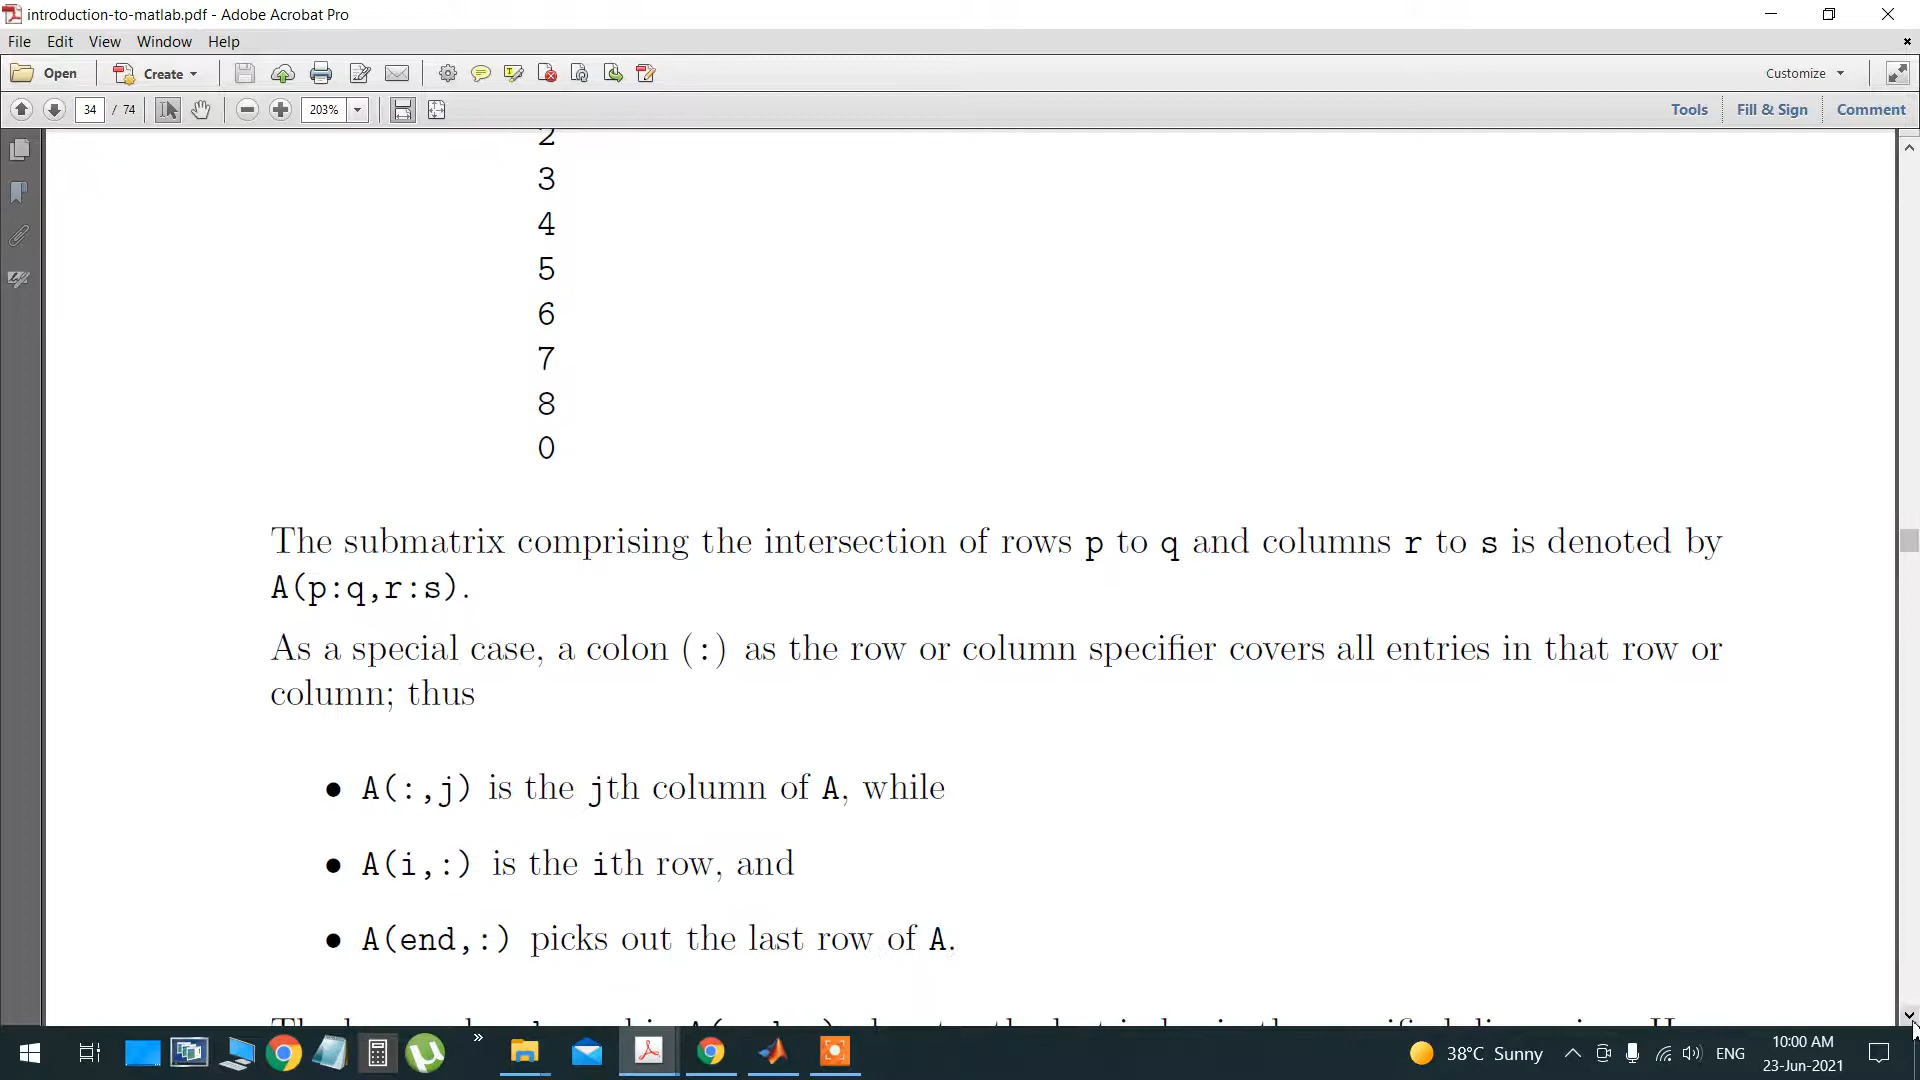 introduction-to-matlab.pdf - Adobe Acrobat Pro
File Edit View Window Help
Open Create Customize
34 / 74 203% Tools Fill & Sign Comment
2
3
4
5
6
7
8
0
The submatrix comprising the intersection of rows p to q and columns r to s is denoted by
A(p:q,r:s).
As a special case, a colon (:) as the row or column specifier covers all entries in that row or
column; thus
• A(:,j) is the jth column of A, while
• A(i,:) is the ith row, and
• A(end,:) picks out the last row of A.
38°C Sunny ENG 10:00 AM
23-Jun-2021